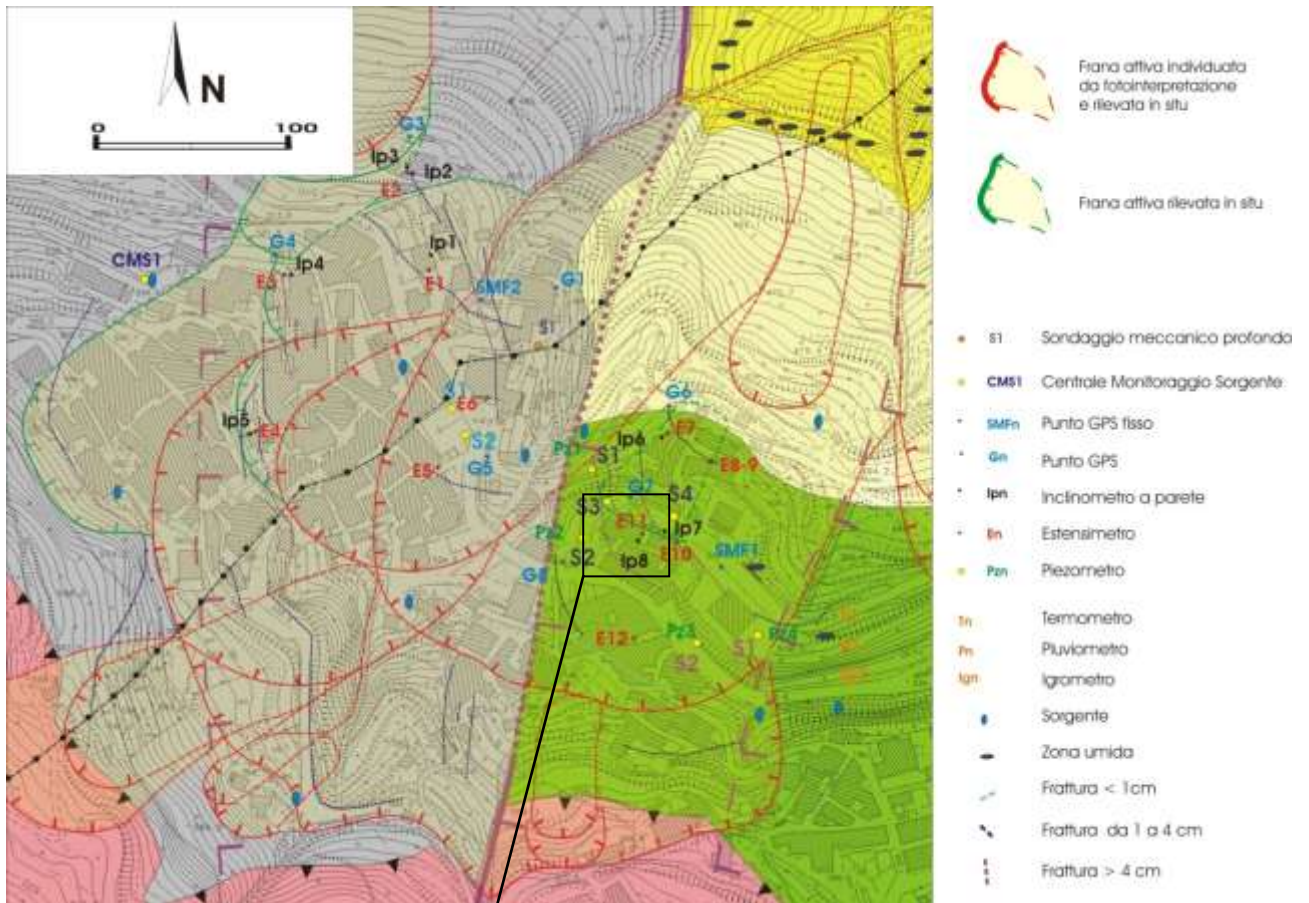 N
0 100
G3
Ip3
Ip2
E2
G4
Ip1
CMS1
Ip4
E3
E1
SMF2
G1
S1
S1
E6
G6
Ip5
E4
S2
Ip6
E7
Pz1
S1
E5
G5
E8-9
G7
S4
S3
E11
Pz2
Ip7
S2
Ip8
E10
SMF1
G8
E12
Pz3
S2
S1
Frana attiva individuata
da fotointerpretazione
e rilevata in situ
Frana attiva rilevata in situ
S1 Sondaggio meccanico profondo
CMS1 Centrale Monitoraggio Sorgente
SMFn Punto GPS fisso
Gn Punto GPS
Ipn Inclinometro a parete
En Estensimetro
Pzn Piezometro
Tn Termometro
Pn Pluviometro
Ign Igrometro
Sorgente
Zona umida
Frattura < 1cm
Frattura da 1 a 4 cm
Frattura > 4 cm